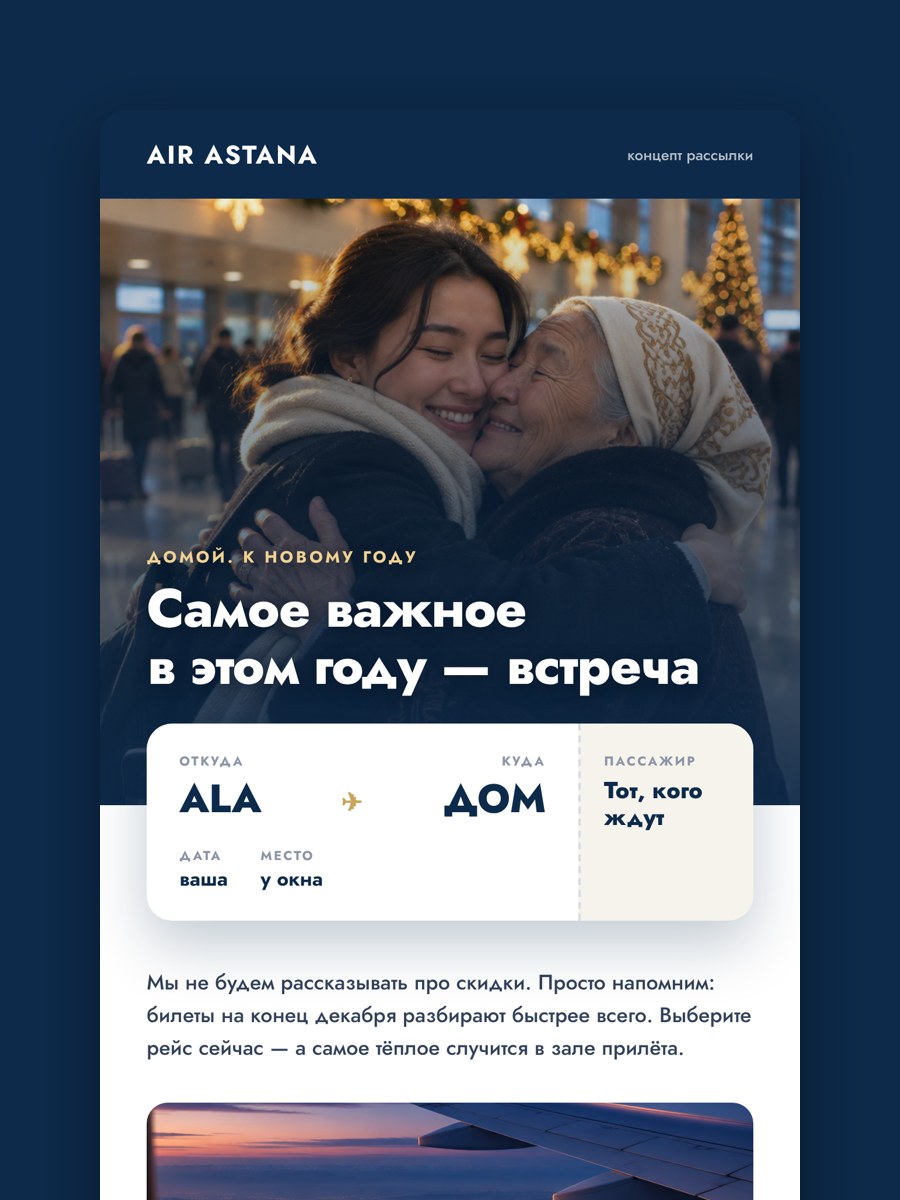 AIR ASTANA
концепт рассылки
ДОМОЙ. К НОВОМУ ГОДУ
Самое важное
в этом году — встреча
ОТКУДА
КУДА
ПАССАЖИР
ALA
ДОМ
Тот, кого
ждут
ДАТА
МЕСТО
ваша
у окна
Мы не будем рассказывать про скидки. Просто напомним:
билеты на конец декабря разбирают быстрее всего. Выберите
рейс сейчас — а самое тёплое случится в зале прилёта.